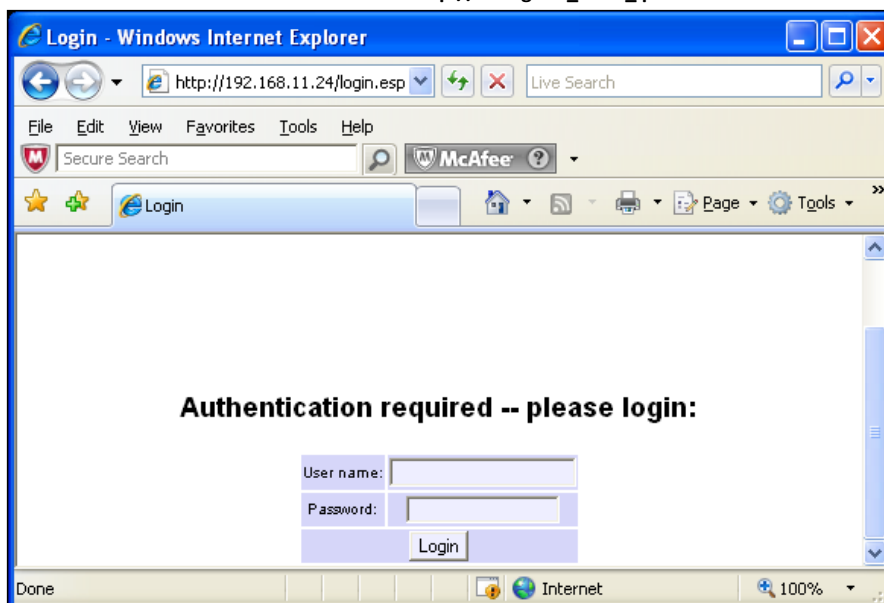 Login - Windows Internet Explorer
http://192.168.11.24/login.esp Live Search
File Edit View Favorites Tools Help
Secure Search McAfee ?
Login Page Tools »
Authentication required -- please login:
User name:
Password:
Login
Done Internet 100%